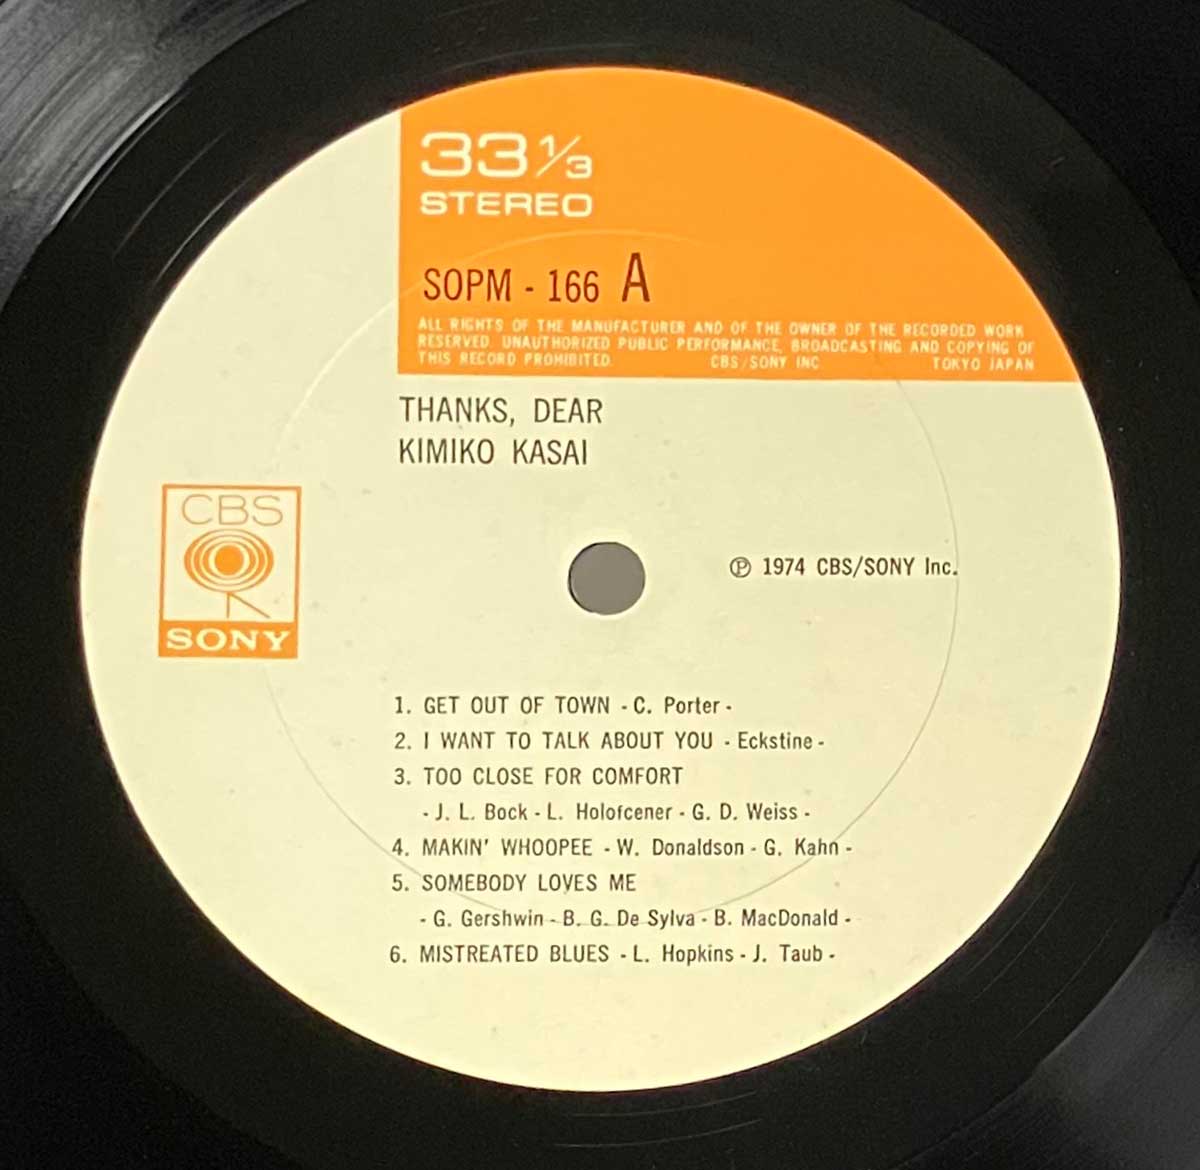 33 1/3
STEREO
SOPM - 166 A
ALL RIGHTS OF THE MANUFACTURER AND OF THE OWNER OF THE RECORDED WORK
RESERVED. UNAUTHORIZED PUBLIC PERFORMANCE, BROADCASTING AND COPYING OF
THIS RECORD PROHIBITED. CBS/SONY INC TOKYO JAPAN
THANKS, DEAR
KIMIKO KASAI
CBS
SONY
℗ 1974 CBS/SONY Inc.
1. GET OUT OF TOWN - C. Porter -
2. I WANT TO TALK ABOUT YOU - Eckstine -
3. TOO CLOSE FOR COMFORT
- J. L. Bock - L. Holofcener - G. D. Weiss -
4. MAKIN' WHOOPEE - W. Donaldson - G. Kahn -
5. SOMEBODY LOVES ME
- G. Gershwin - B. G. De Sylva - B. MacDonald -
6. MISTREATED BLUES - L. Hopkins - J. Taub -